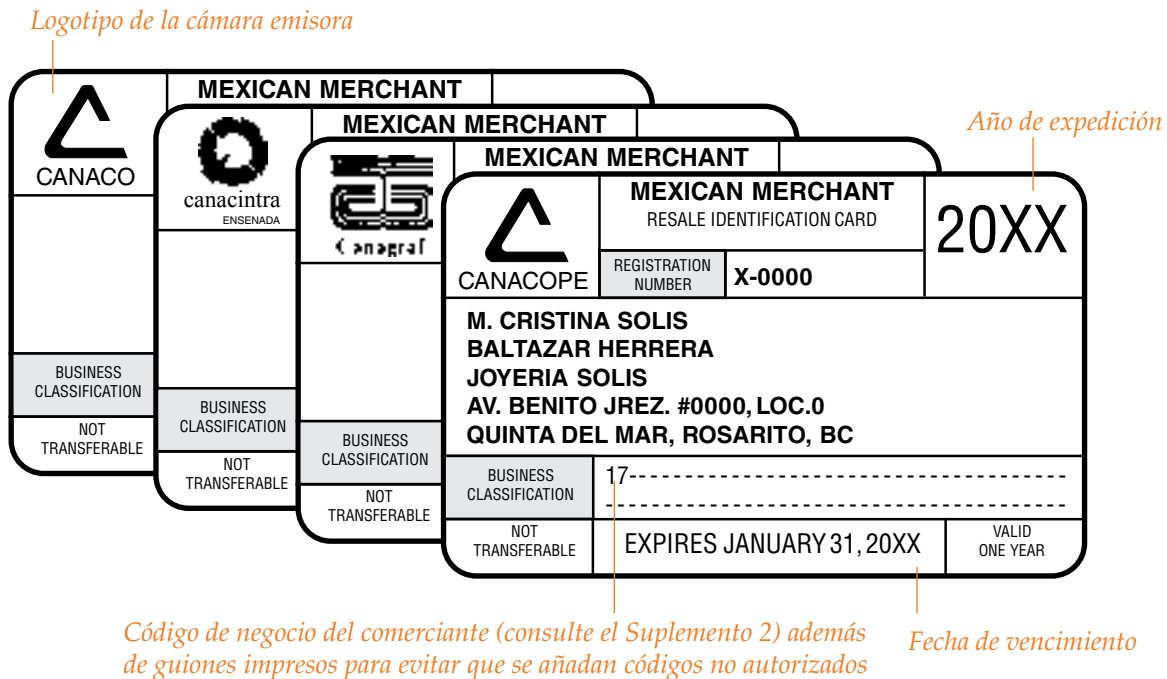 Logotipo de la cámara emisora
CANACO
MEXICAN MERCHANT
BUSINESS
CLASSIFICATION
NOT
TRANSFERABLE
canacintra
ENSENADA
MEXICAN MERCHANT
BUSINESS
CLASSIFICATION
NOT
TRANSFERABLE
Canagraf
MEXICAN MERCHANT
BUSINESS
CLASSIFICATION
NOT
TRANSFERABLE
Año de expedición
CANACOPE
MEXICAN MERCHANT
RESALE IDENTIFICATION CARD
20XX
REGISTRATION
NUMBER
X-0000
M. CRISTINA SOLIS
BALTAZAR HERRERA
JOYERIA SOLIS
AV. BENITO JREZ. #0000, LOC.0
QUINTA DEL MAR, ROSARITO, BC
BUSINESS
CLASSIFICATION
17-----------------------------------
-------------------------------------
NOT
TRANSFERABLE
EXPIRES JANUARY 31, 20XX
VALID
ONE YEAR
Código de negocio del comerciante (consulte el Suplemento 2) además
de guiones impresos para evitar que se añadan códigos no autorizados
Fecha de vencimiento